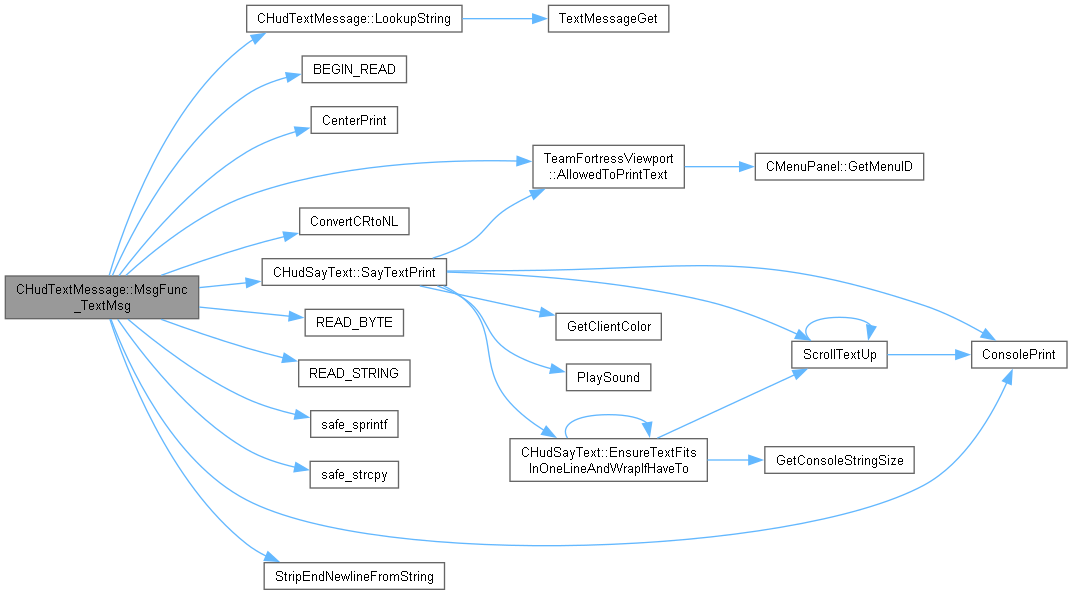 CHudTextMessage::LookupString
TextMessageGet
BEGIN_READ
CenterPrint
TeamFortressViewport
::AllowedToPrintText
CMenuPanel::GetMenuID
ConvertCRtoNL
CHudSayText::SayTextPrint
CHudTextMessage::MsgFunc
_TextMsg
READ_BYTE
GetClientColor
ScrollTextUp
ConsolePrint
READ_STRING
PlaySound
safe_sprintf
CHudSayText::EnsureTextFits
InOneLineAndWrapIfHaveTo
GetConsoleStringSize
safe_strcpy
StripEndNewlineFromString